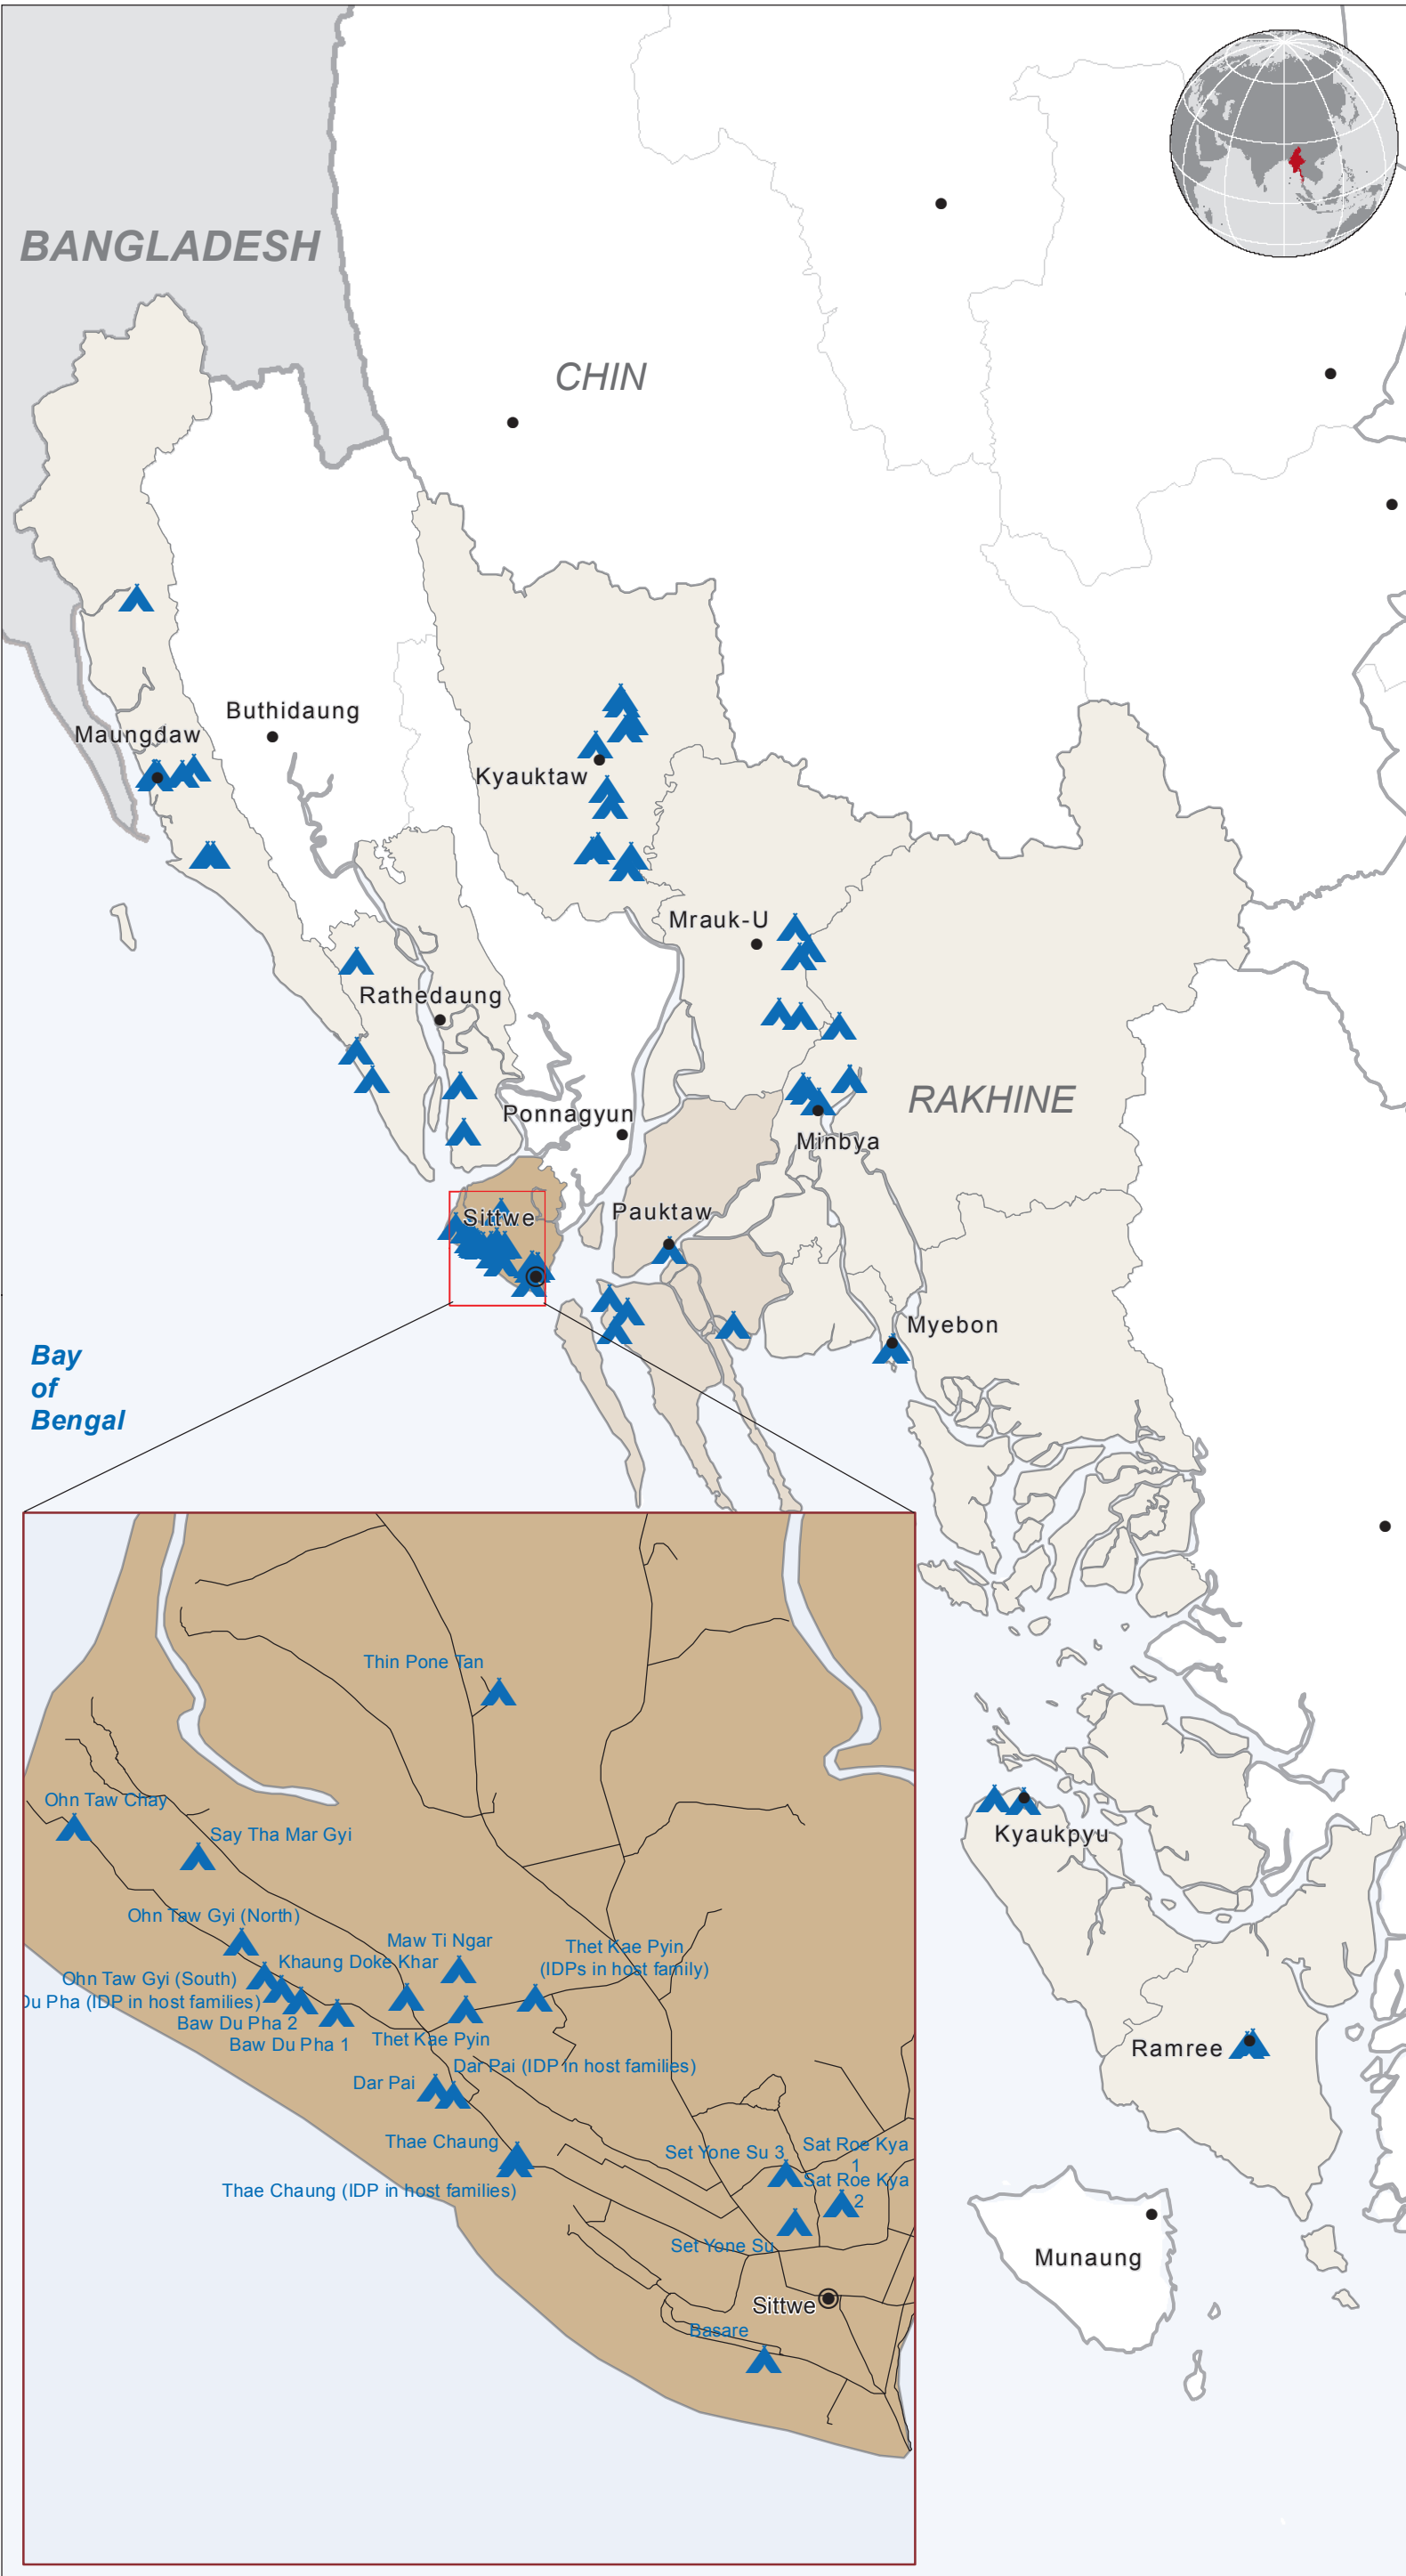 BANGLADESH
CHIN
Buthidaung
Maungdaw
Kyauktaw
Mrauk-U
Rathedaung
RAKHINE
Ponnagyun
Minbya
Pauktaw
Sittwe
Myebon
Bay
of
Bengal
Thin Pone Tan
Ohn Taw Chay
Say Tha Mar Gyi
Kyaukpyu
Ohn Taw Gyi (North)
Maw Ti Ngar
Thet Kae Pyin
(IDPs in host family)
Khaung Doke Khar
Ohn Taw Gyi (South)
Du Pha (IDP in host families)
Baw Du Pha 2
Baw Du Pha 1
Thet Kae Pyin
Ramree
Dar Pai (IDP in host families)
Dar Pai
Thae Chaung
Set Yone Su 3
Sat Roe Kya
1
Sat Roe Kya
2
Thae Chaung (IDP in host families)
Set Yone Su
Munaung
Sittwe
Basare